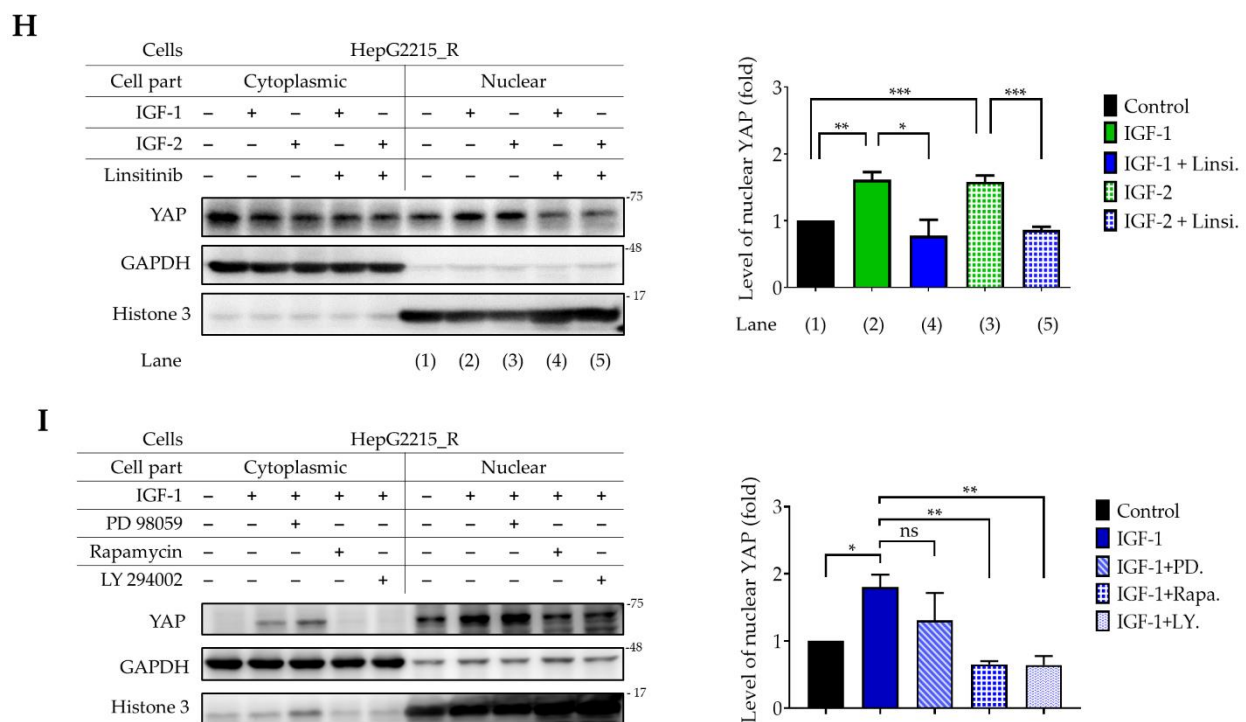 H
Cells HepG2215_R
Cell part Cytoplasmic Nuclear
IGF-1 – + – + – – + – + –
IGF-2 – – + – + – – + – +
Linsitinib – – – + + – – – + +
YAP -75
GAPDH -48
Histone 3 - 17
Lane (1) (2) (3) (4) (5)
Level of nuclear YAP (fold)
3
2
1
0
*** ***
** *
Lane (1) (2) (4) (3) (5)
Control
IGF-1
IGF-1 + Linsi.
IGF-2
IGF-2 + Linsi.
I
Cells HepG2215_R
Cell part Cytoplasmic Nuclear
IGF-1 – + + + + – + + + +
PD 98059 – – + – – – – + – –
Rapamycin – – – + – – – – + –
LY 294002 – – – – + – – – – +
YAP -75
GAPDH -48
Histone 3 - 17
Level of nuclear YAP (fold)
3
2
1
0
**
**
ns
*
Control
IGF-1
IGF-1+PD.
IGF-1+Rapa.
IGF-1+LY.